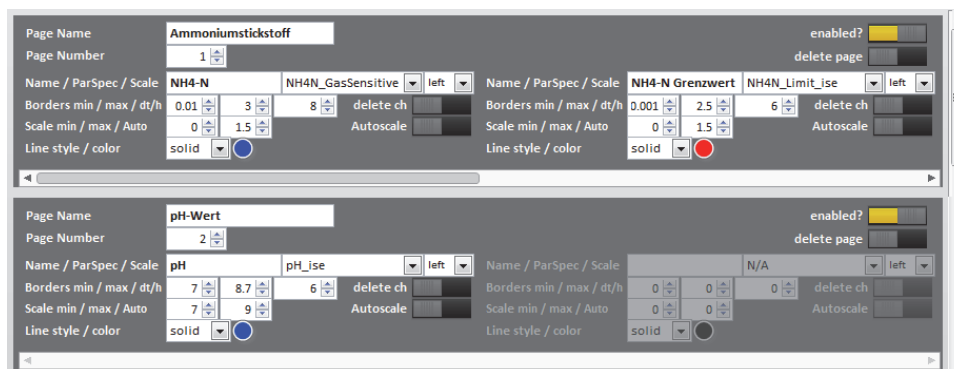 Page Name Ammoniumstickstoff enabled?
Page Number 1 delete page
Name / ParSpec / Scale NH4-N NH4N_GasSensitive left Name / ParSpec / Scale NH4-N Grenzwert NH4N_Limit_ise left
Borders min / max / dt/h 0.01 3 8 delete ch Borders min / max / dt/h 0.001 2.5 6 delete ch
Scale min / max / Auto 0 1.5 Autoscale Scale min / max / Auto 0 1.5 Autoscale
Line style / color solid Line style / color solid
Page Name pH-Wert enabled?
Page Number 2 delete page
Name / ParSpec / Scale pH pH_ise left Name / ParSpec / Scale N/A left
Borders min / max / dt/h 7 8.7 6 delete ch Borders min / max / dt/h 0 0 0 delete ch
Scale min / max / Auto 7 9 Autoscale Scale min / max / Auto 0 0 Autoscale
Line style / color solid Line style / color solid